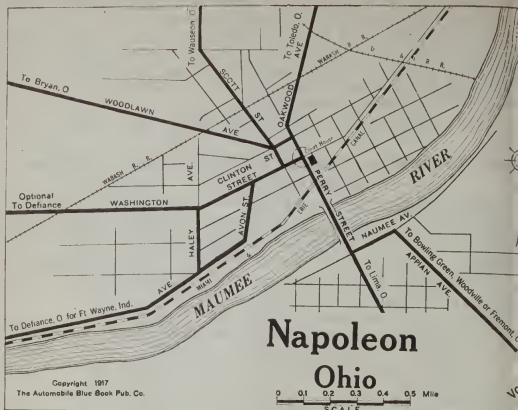 To Wauseon, O.
To Toledo, O.
OAKWOOD AVE
SCOTT ST
WABASH R. R.
To Bryan, O
WOODLAWN AVE
Court House
CANAL
WABASH R. R.
CLINTON STREET
ST
PERRY STREET
RIVER
Optional
To Defiance
WASHINGTON
HALEY AVE.
AVON ST.
ERIE
NAUMEE AV.
APPIAN AVE.
To Bowling Green, Woodville or Fremont,
MIAMI &
AVE
MAUMEE
To Lima, O
To Defiance, O for Ft Wayne, Ind.
Napoleon
Ohio
Copyright 1917
The Automobile Blue Book Pub. Co.
0 0.1 0.2 0.3 0.4 0.5 Mile
SCALE